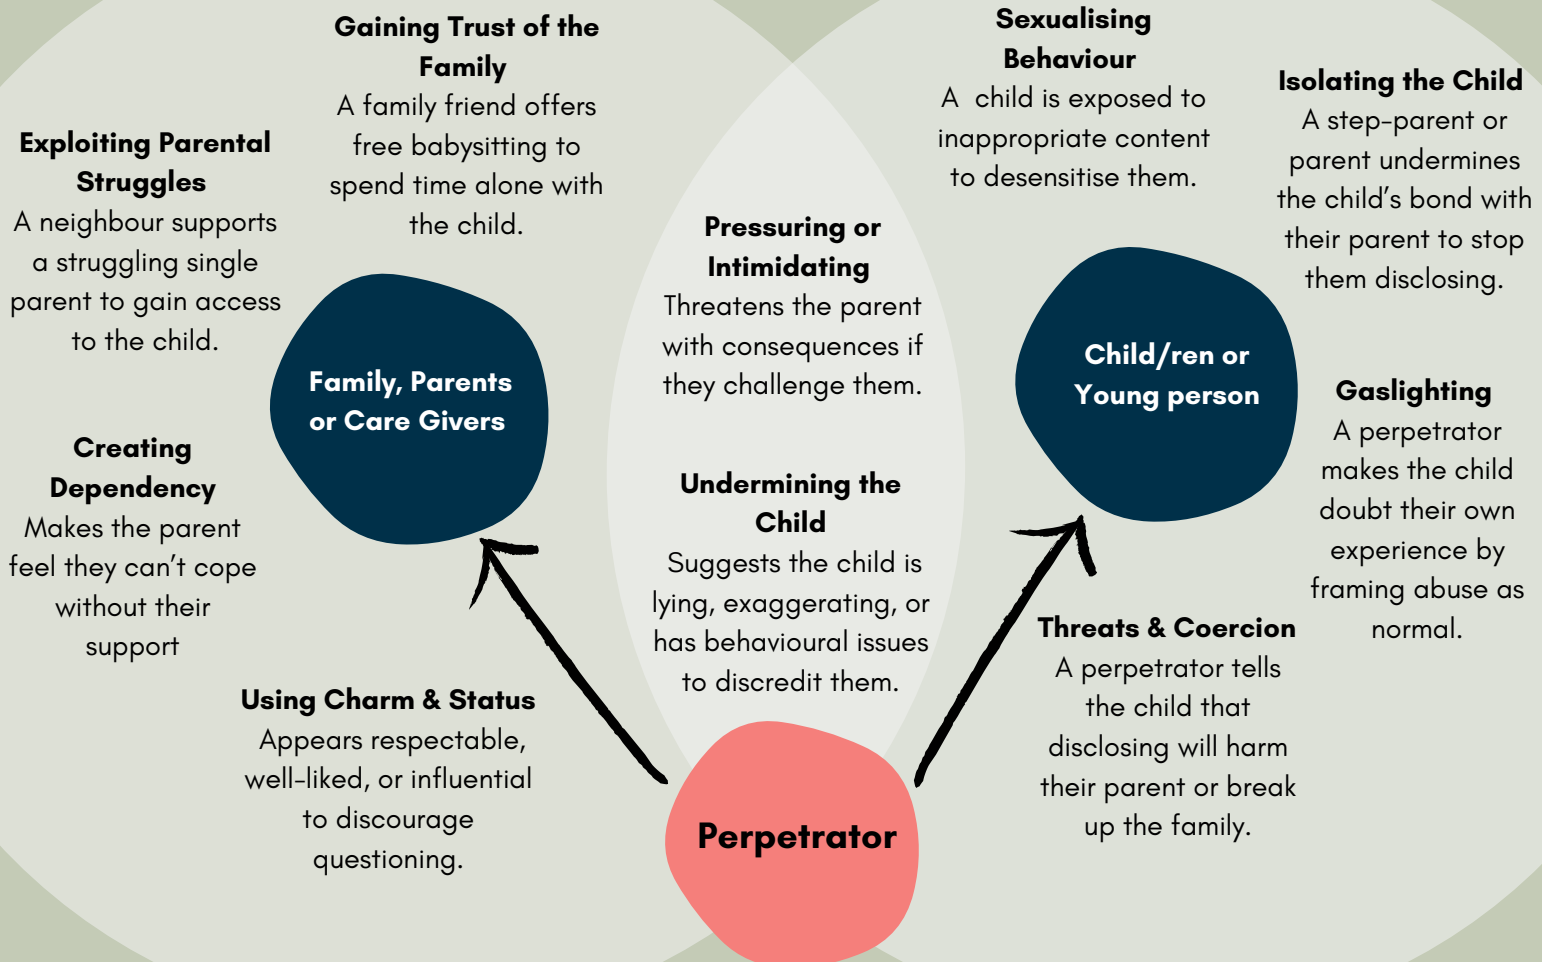 Gaining Trust of the
Family
A family friend offers
free babysitting to
spend time alone with
the child.
Exploiting Parental
Struggles
A neighbour supports
a struggling single
parent to gain access
to the child.
Family, Parents
or Care Givers
Creating
Dependency
Makes the parent
feel they can’t cope
without their
support
Using Charm & Status
Appears respectable,
well-liked, or influential
to discourage
questioning.
Pressuring or
Intimidating
Threatens the parent
with consequences if
they challenge them.
Undermining the
Child
Suggests the child is
lying, exaggerating, or
has behavioural issues
to discredit them.
Perpetrator
Sexualising
Behaviour
A child is exposed to
inappropriate content
to desensitise them.
Isolating the Child
A step-parent or
parent undermines
the child’s bond with
their parent to stop
them disclosing.
Child/ren or
Young person
Gaslighting
A perpetrator
makes the child
doubt their own
experience by
framing abuse as
normal.
Threats & Coercion
A perpetrator tells
the child that
disclosing will harm
their parent or break
up the family.